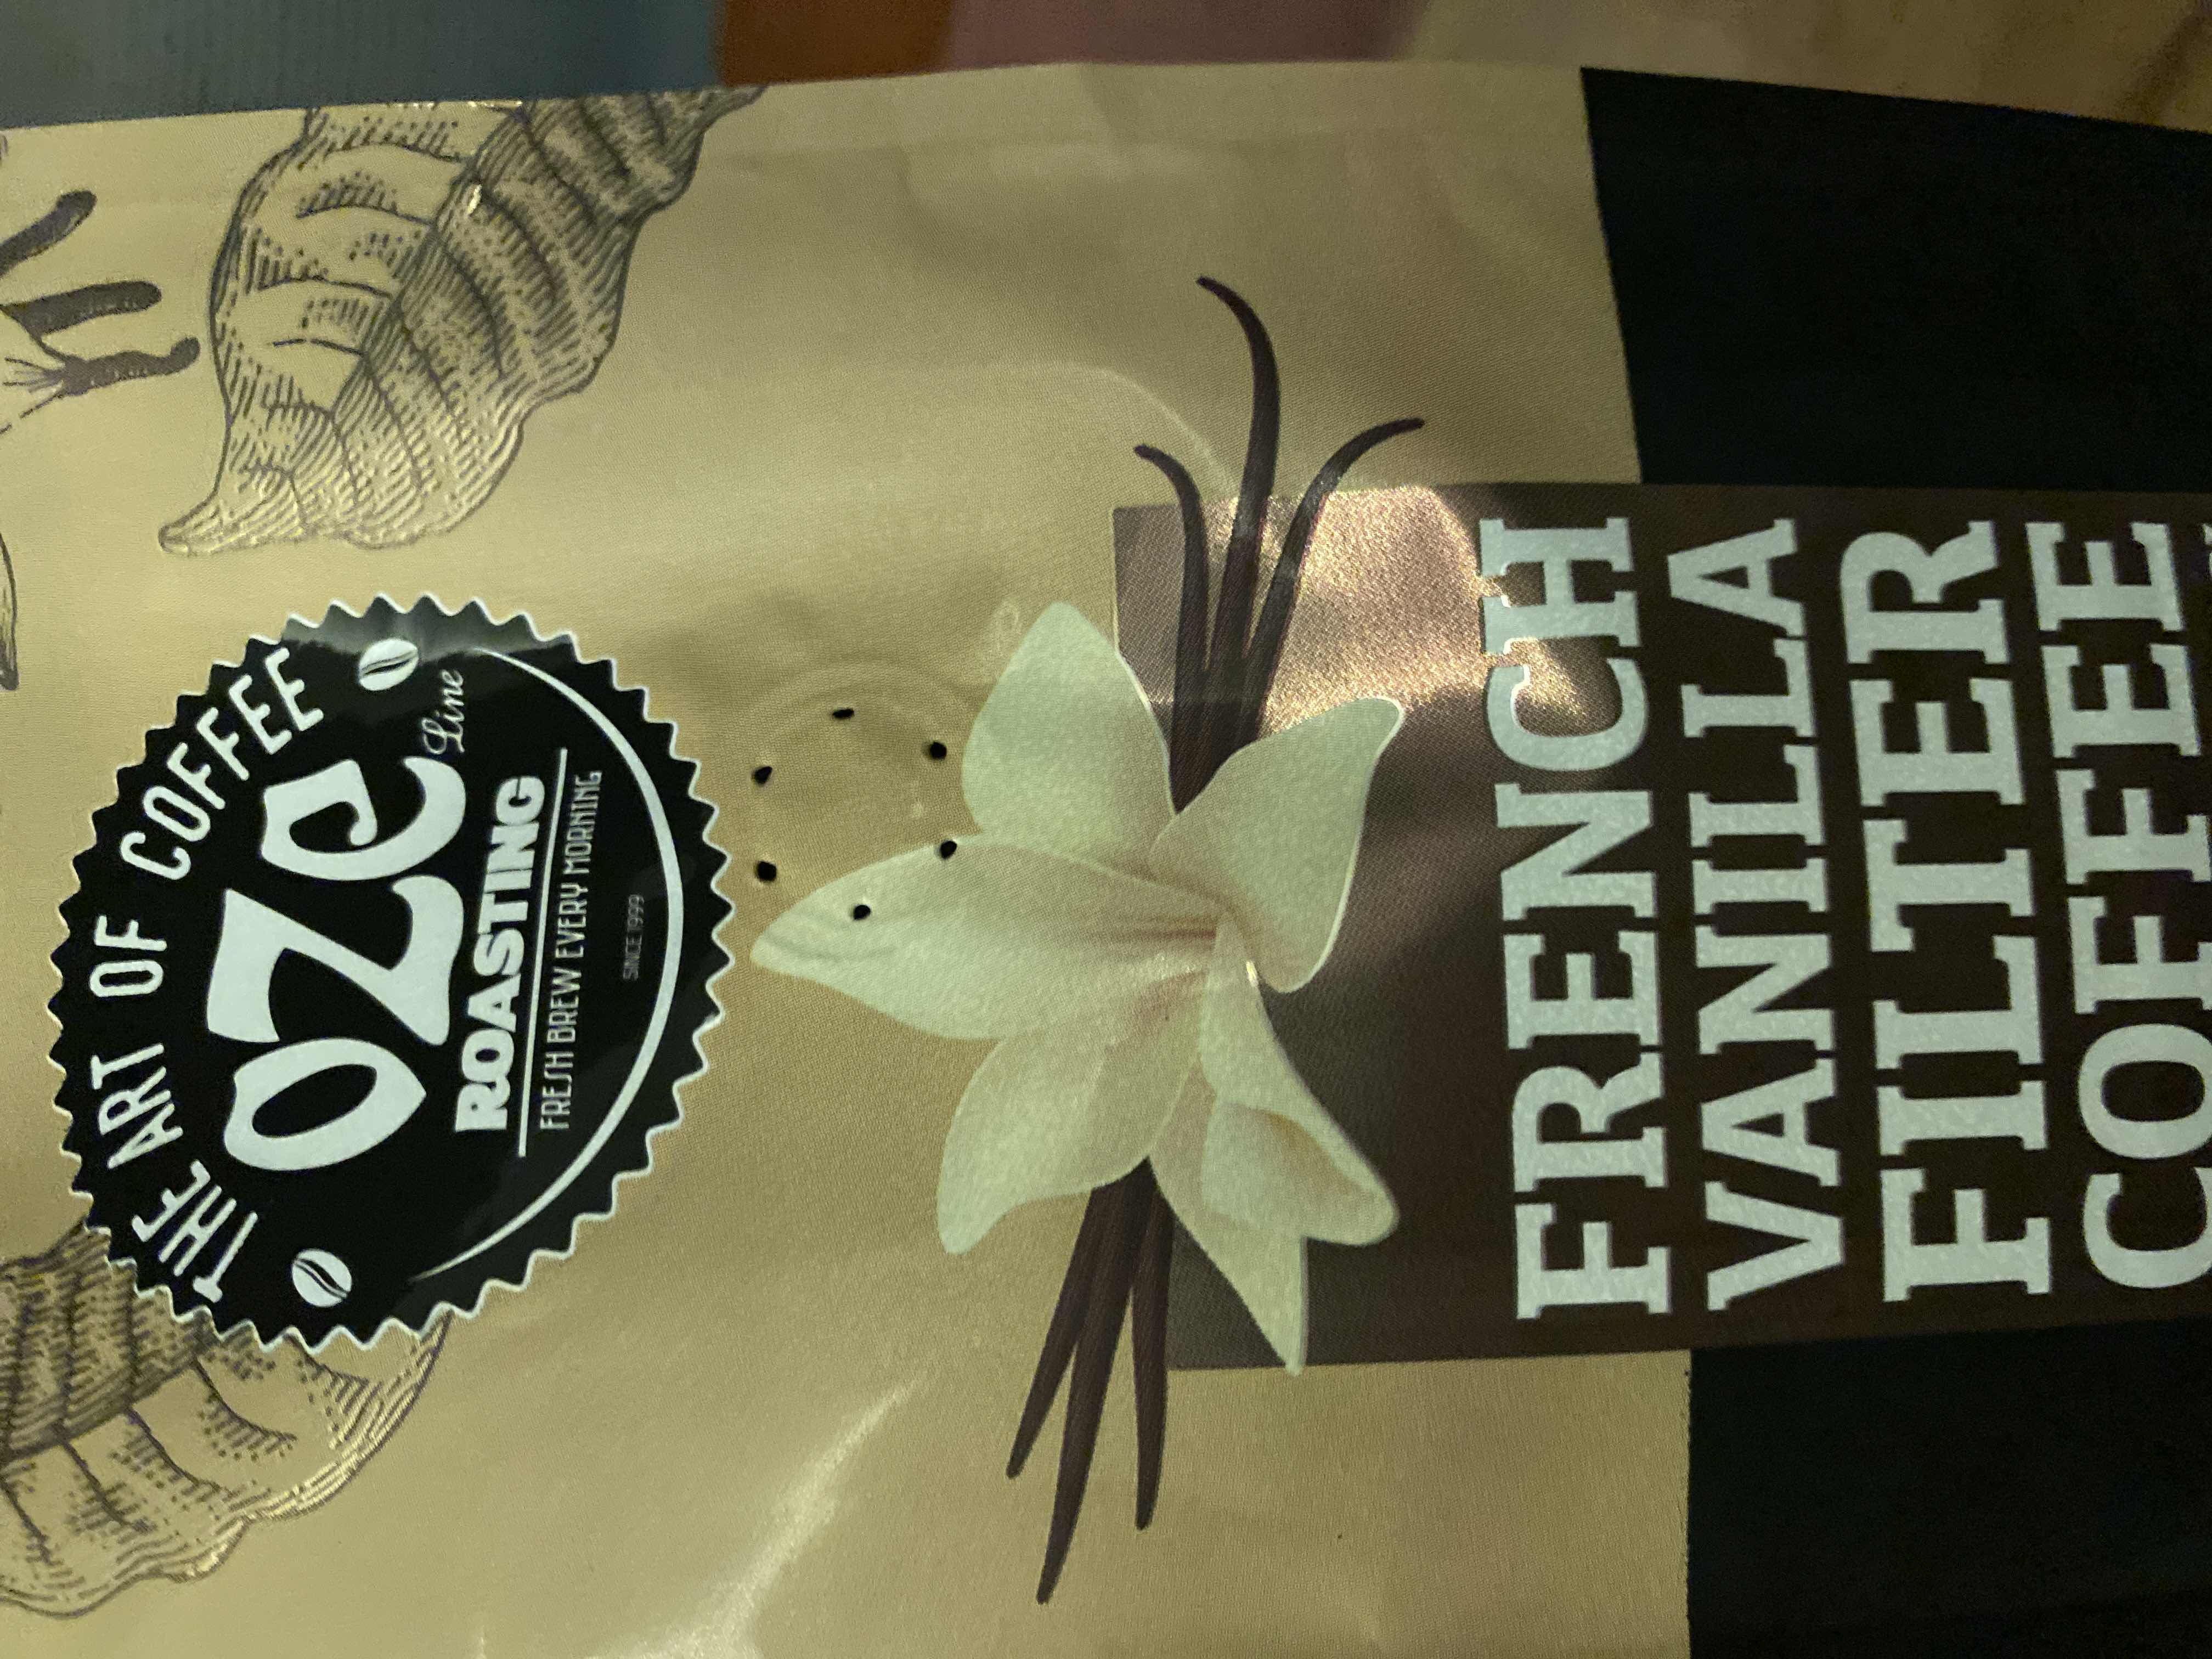 THE ART OF COFFEE
OZE
Line
ROASTING
FRESH BREW EVERY MORNING
SINCE 1999
FRENCH
VANILLA
FILTER
COFFEE